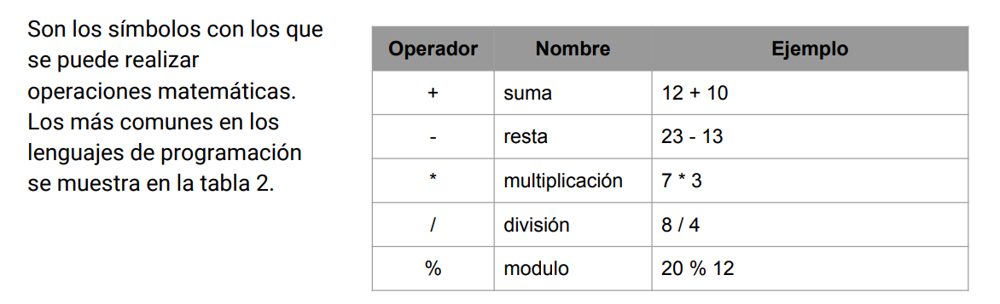 Son los símbolos con los que
se puede realizar
operaciones matemáticas.
Los más comunes en los
lenguajes de programación
se muestra en la tabla 2.
Operador Nombre Ejemplo
+ suma 12 + 10
- resta 23 - 13
* multiplicación 7 * 3
/ división 8 / 4
% modulo 20 % 12